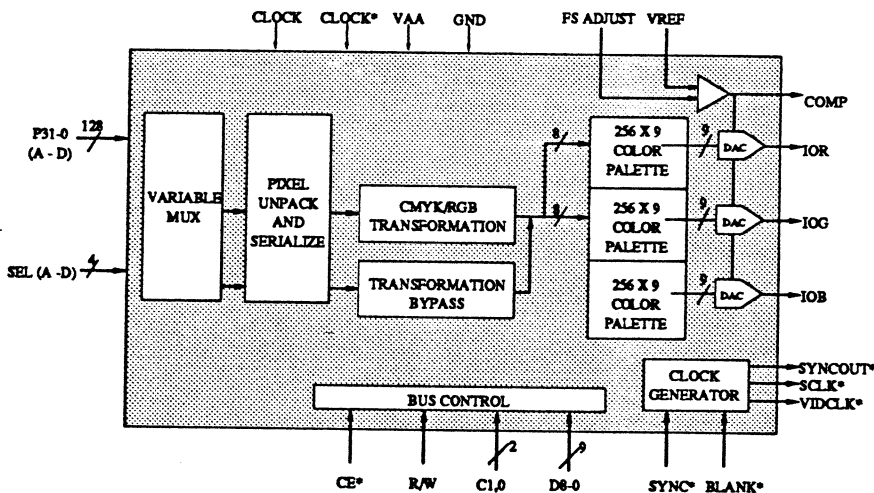 CLOCK CLOCK* VAA GND FS ADJUST VREF
COMP
P31-0
(A - D)
128
SEL (A -D)
4
VARIABLE
MUX
PIXEL
UNPACK
AND
SERIALIZE
CMYK/RGB
TRANSFORMATION
TRANSFORMATION
BYPASS
8
8
256 X 9
COLOR
PALETTE
9
DAC
IOR
256 X 9
COLOR
PALETTE
9
DAC
IOG
256 X 9
COLOR
PALETTE
9
DAC
IOB
CLOCK
GENERATOR
SYNCOUT*
SCLK*
VIDCLK*
BUS CONTROL
2
9
CE* R/W C1,0 D8-0 SYNC* BLANK*